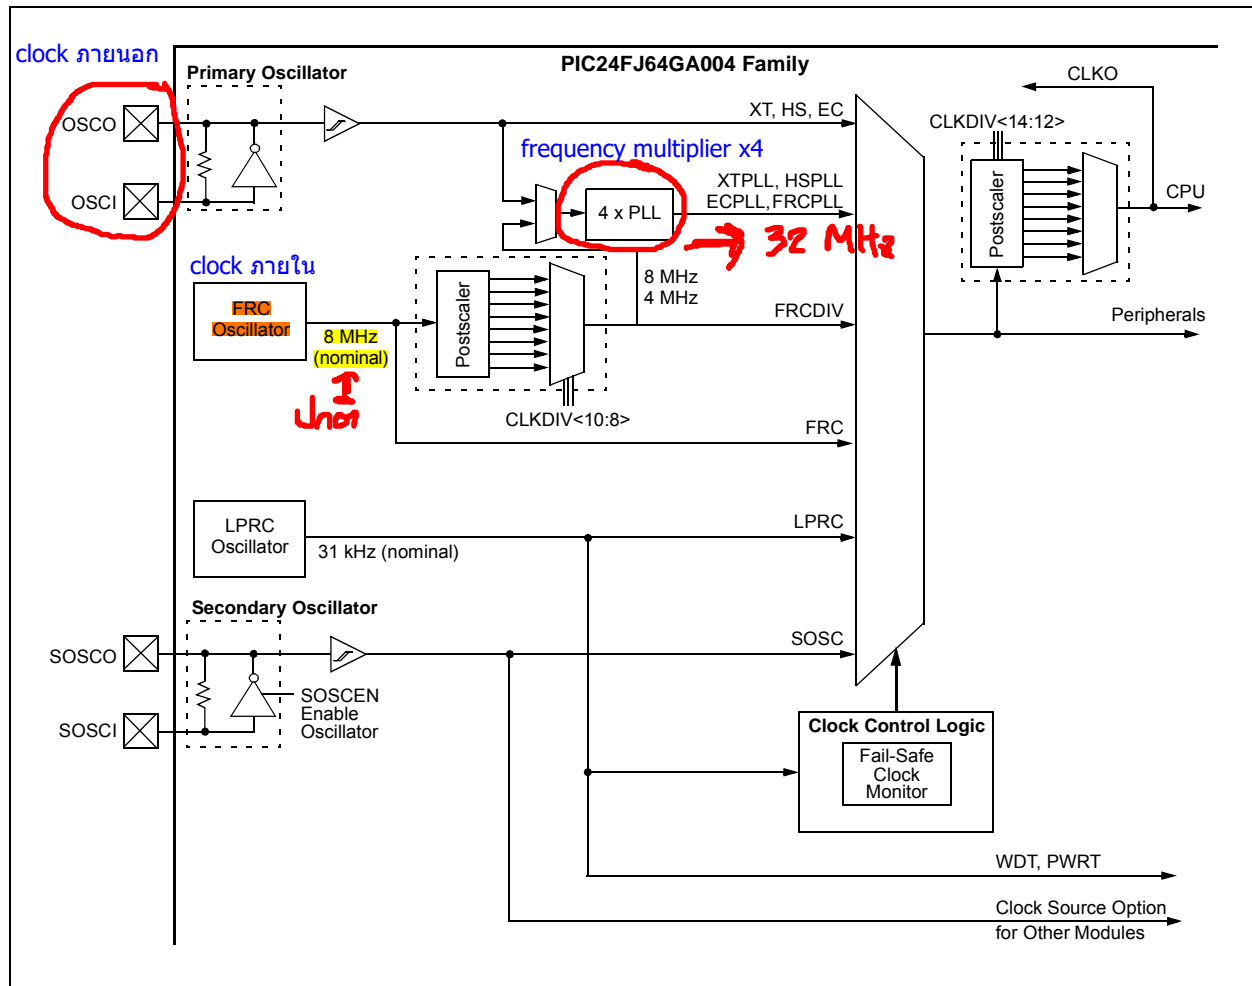 clock ภายนอก
PIC24FJ64GA004 Family
Primary Oscillator
CLKO
OSCO
XT, HS, EC
CLKDIV<14:12>
frequency multiplier x4
XTPLL, HSPLL
ECPLL,FRCPLL
4 x PLL
Postscaler
CPU
OSCI
32 MHz
clock ภายใน
8 MHz
4 MHz
FRC
Oscillator
Postscaler
FRCDIV
Peripherals
8 MHz
(nominal)
ปกติ
CLKDIV<10:8>
FRC
LPRC
Oscillator
LPRC
31 kHz (nominal)
Secondary Oscillator
SOSCO
SOSC
SOSCEN
Enable
Oscillator
SOSCI
Clock Control Logic
Fail-Safe
Clock
Monitor
WDT, PWRT
Clock Source Option
for Other Modules